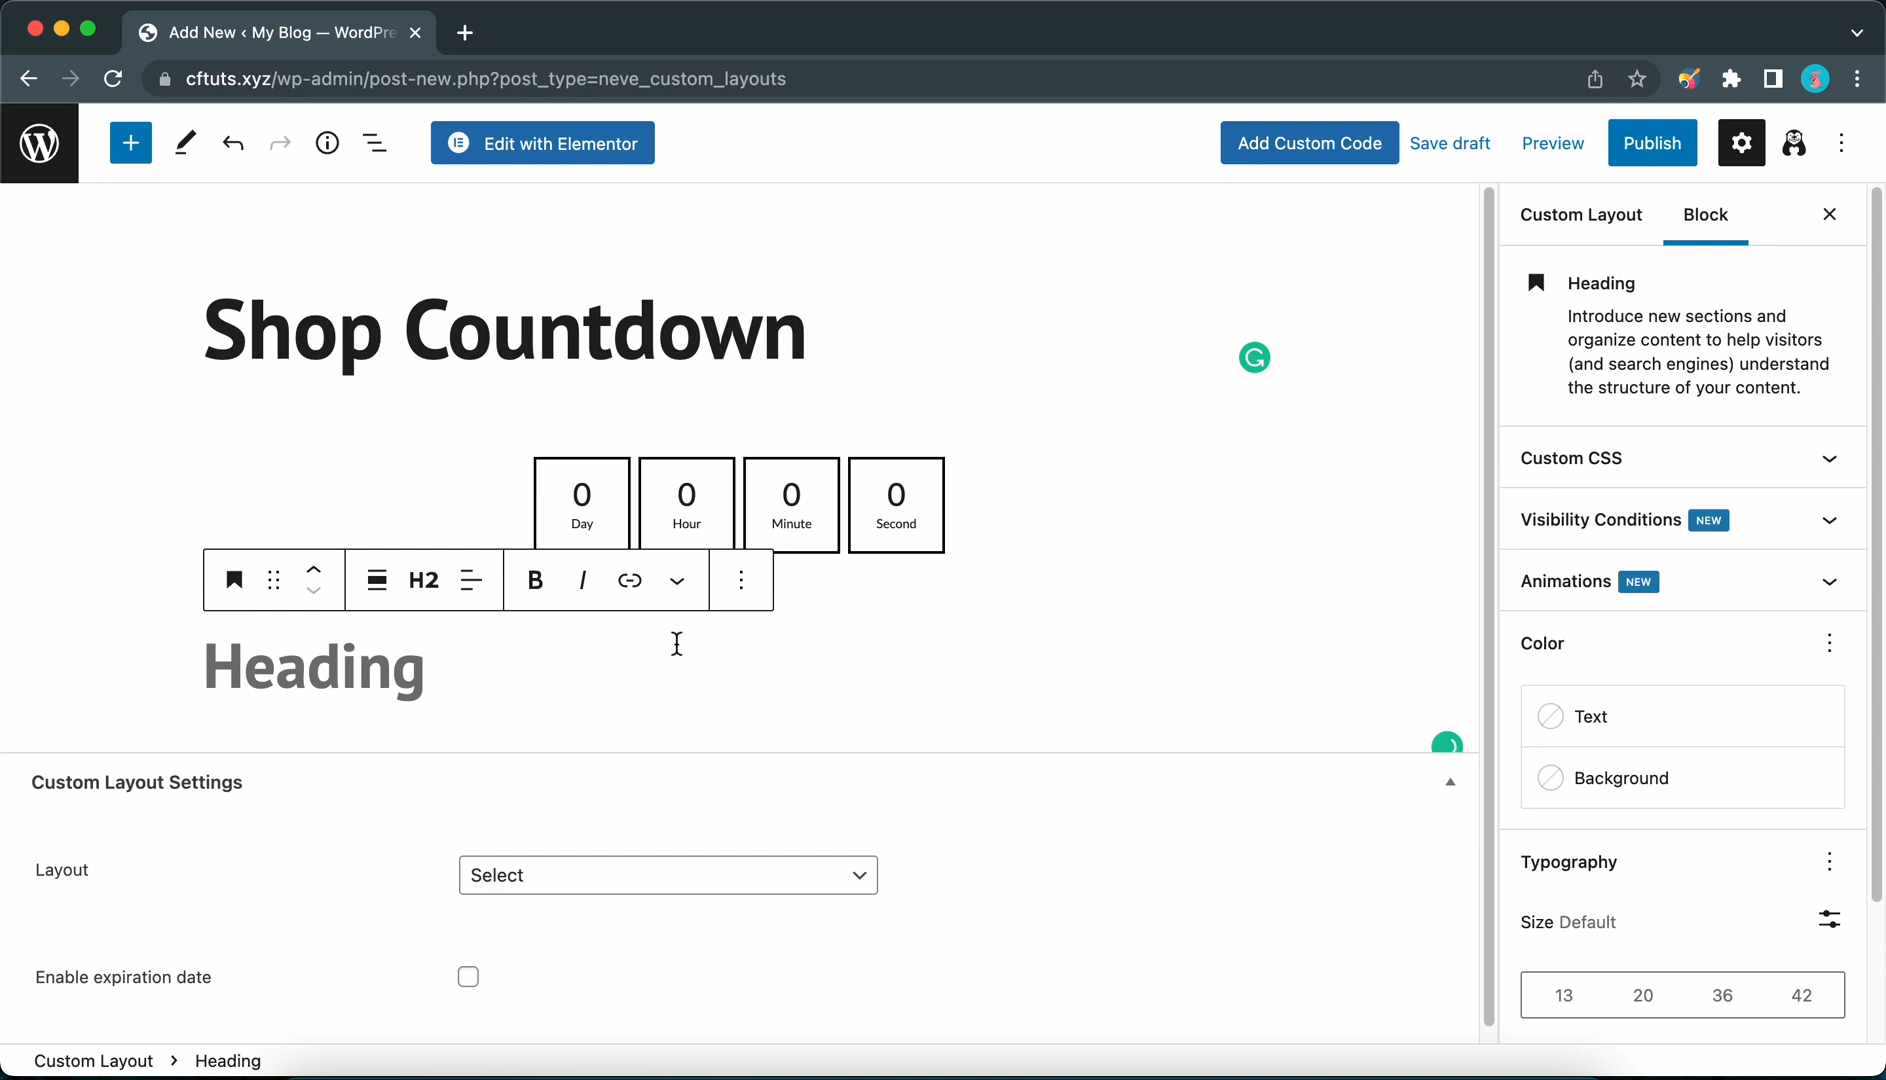 Add New ‹ My Blog — WordPre
cftuts.xyz/wp-admin/post-new.php?post_type=neve_custom_layouts
Edit with Elementor
Add Custom Code
Save draft
Preview
Publish
Custom Layout
Block
Heading
Introduce new sections and
organize content to help visitors
(and search engines) understand
the structure of your content.
Shop Countdown
0
Day
0
Hour
0
Minute
0
Second
H2
B
I
Heading
Custom CSS
Visibility Conditions NEW
Animations NEW
Color
Text
Background
Typography
Size Default
13 20 36 42
Custom Layout Settings
Layout
Select
Enable expiration date
Custom Layout › Heading